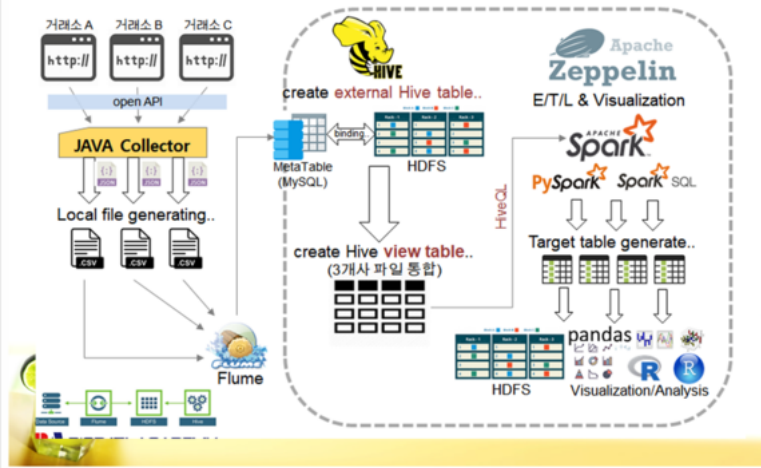 거래소 A
거래소 B
거래소 C
http://
http://
http://
open API
JAVA Collector
JSON
JSON
JSON
Local file generating..
.CSV
.CSV
.CSV
Flume
Data Source
Flume
HDFS
Hive
HIVE
create external Hive table..
binding
MetaTable
(MySQL)
HDFS
create Hive view table..
(3개사 파일 통합)
HiveQL
Apache
Zeppelin
E/T/L & Visualization
APACHE
Spark
PySpark
Spark SQL
Target table generate..
HDFS
pandas
R
R
Visualization/Analysis